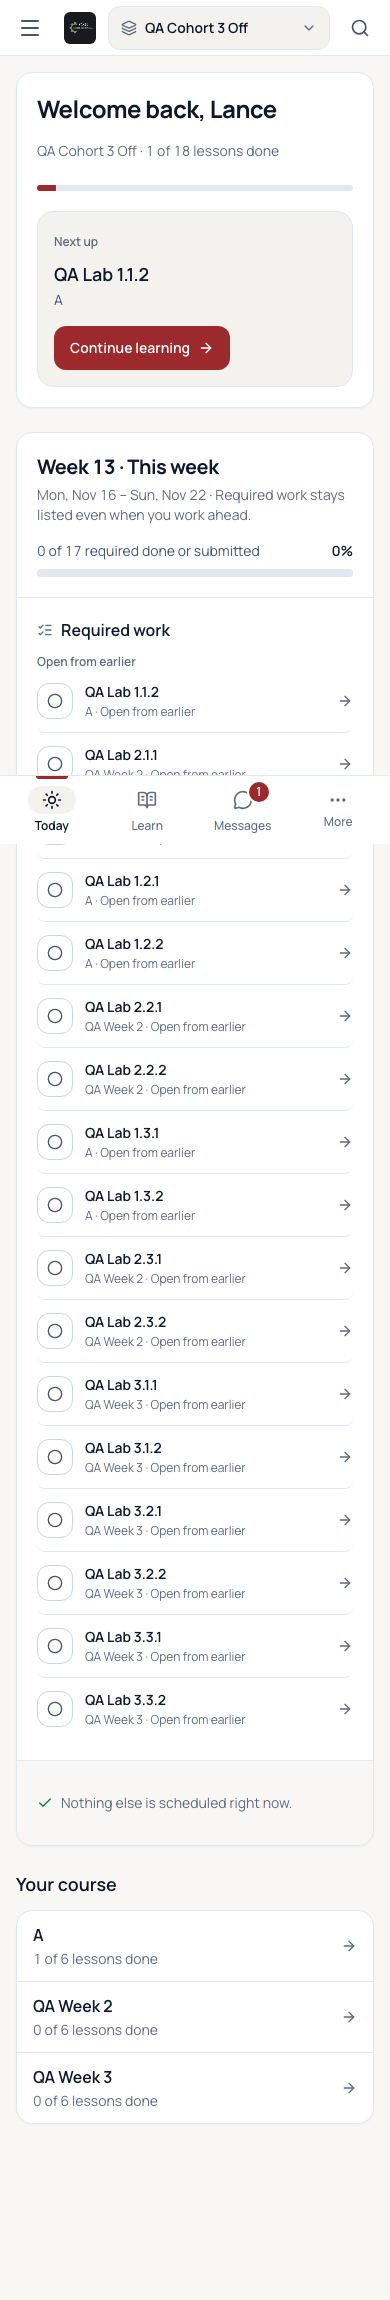 QA Cohort 3 Off
Welcome back, Lance
QA Cohort 3 Off · 1 of 18 lessons done
Next up
QA Lab 1.1.2
A
Continue learning
Week 13 · This week
Mon, Nov 16 – Sun, Nov 22 · Required work stays
listed even when you work ahead.
0 of 17 required done or submitted 0%
Required work
Open from earlier
QA Lab 1.1.2
A · Open from earlier
QA Lab 2.1.1
QA Week 2 · Open from earlier
1
Today Learn Messages More
QA Lab 1.2.1
A · Open from earlier
QA Lab 1.2.2
A · Open from earlier
QA Lab 2.2.1
QA Week 2 · Open from earlier
QA Lab 2.2.2
QA Week 2 · Open from earlier
QA Lab 1.3.1
A · Open from earlier
QA Lab 1.3.2
A · Open from earlier
QA Lab 2.3.1
QA Week 2 · Open from earlier
QA Lab 2.3.2
QA Week 2 · Open from earlier
QA Lab 3.1.1
QA Week 3 · Open from earlier
QA Lab 3.1.2
QA Week 3 · Open from earlier
QA Lab 3.2.1
QA Week 3 · Open from earlier
QA Lab 3.2.2
QA Week 3 · Open from earlier
QA Lab 3.3.1
QA Week 3 · Open from earlier
QA Lab 3.3.2
QA Week 3 · Open from earlier
Nothing else is scheduled right now.
Your course
A
1 of 6 lessons done
QA Week 2
0 of 6 lessons done
QA Week 3
0 of 6 lessons done